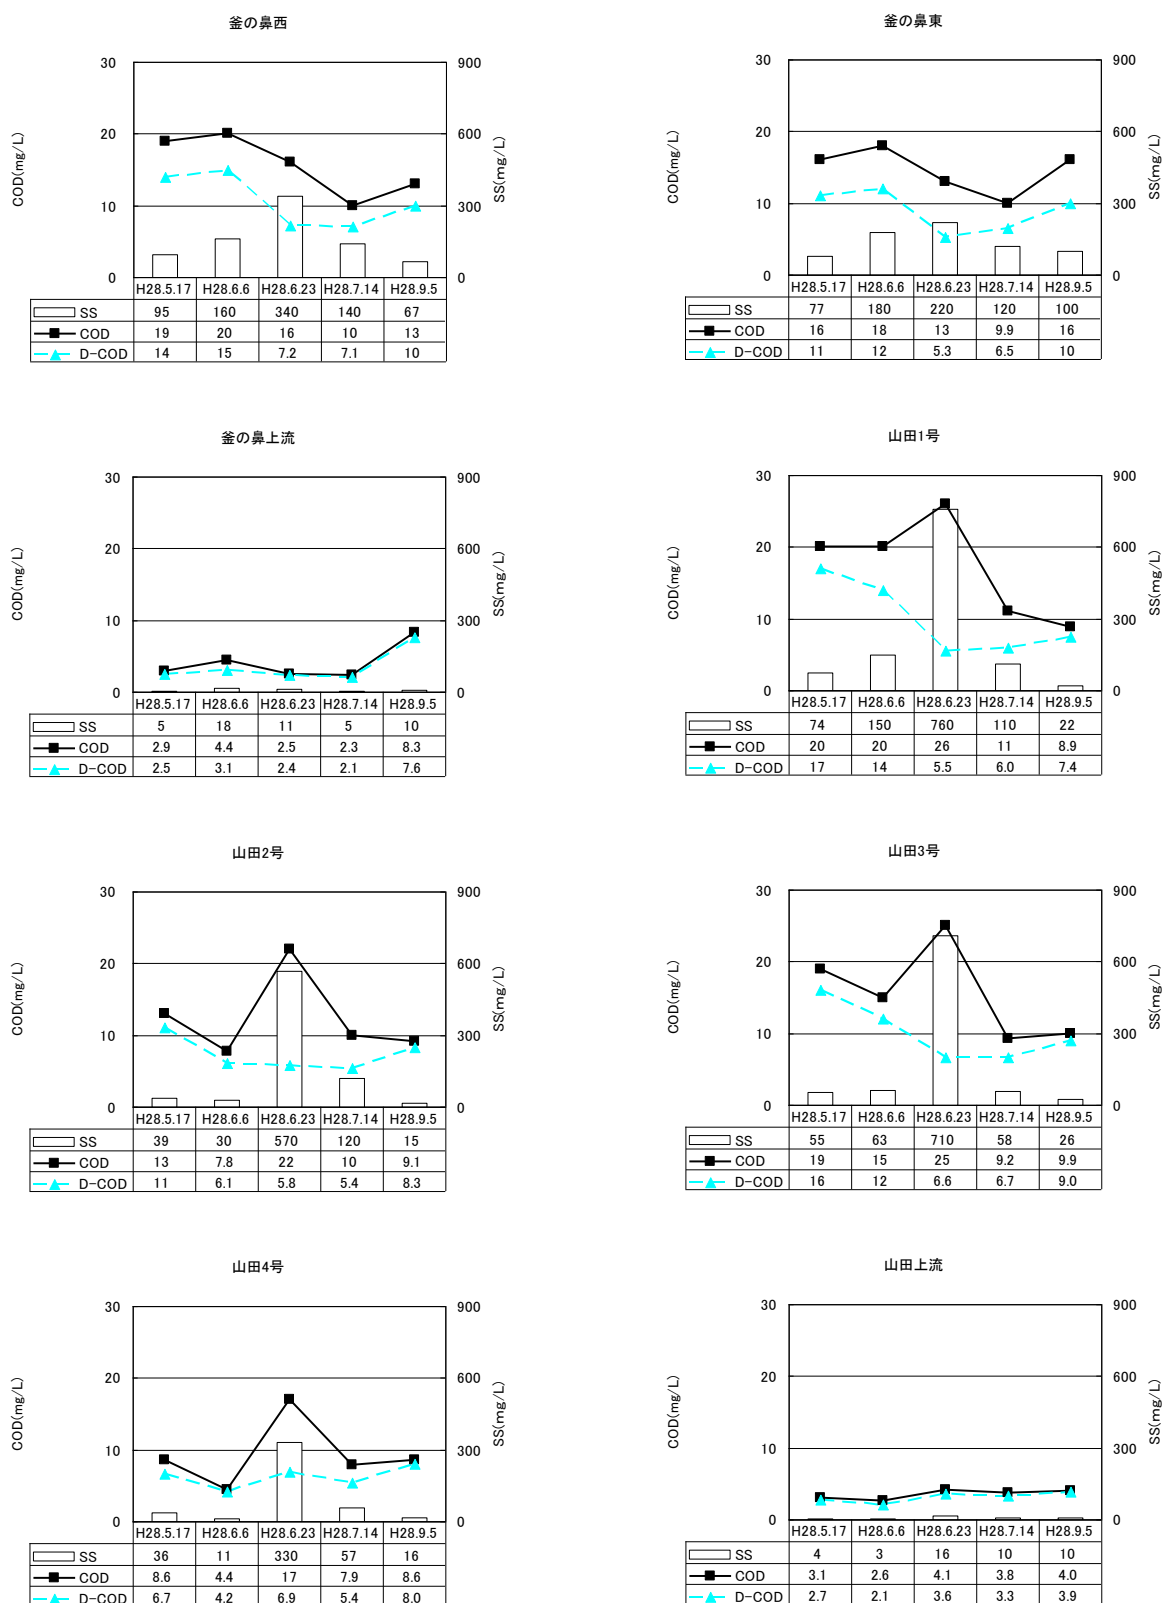 釜の鼻西
30
20
10
0
900
600
300
0
COD(mg/L)
SS(mg/L)
H28.5.17 H28.6.6 H28.6.23 H28.7.14 H28.9.5
SS 95 160 340 140 67
COD 19 20 16 10 13
D-COD 14 15 7.2 7.1 10
釜の鼻東
30
20
10
0
900
600
300
0
COD(mg/L)
SS(mg/L)
H28.5.17 H28.6.6 H28.6.23 H28.7.14 H28.9.5
SS 77 180 220 120 100
COD 16 18 13 9.9 16
D-COD 11 12 5.3 6.5 10
釜の鼻上流
30
20
10
0
900
600
300
0
COD(mg/L)
SS(mg/L)
H28.5.17 H28.6.6 H28.6.23 H28.7.14 H28.9.5
SS 5 18 11 5 10
COD 2.9 4.4 2.5 2.3 8.3
D-COD 2.5 3.1 2.4 2.1 7.6
山田1号
30
20
10
0
900
600
300
0
COD(mg/L)
SS(mg/L)
H28.5.17 H28.6.6 H28.6.23 H28.7.14 H28.9.5
SS 74 150 760 110 22
COD 20 20 26 11 8.9
D-COD 17 14 5.5 6.0 7.4
山田2号
30
20
10
0
900
600
300
0
COD(mg/L)
SS(mg/L)
H28.5.17 H28.6.6 H28.6.23 H28.7.14 H28.9.5
SS 39 30 570 120 15
COD 13 7.8 22 10 9.1
D-COD 11 6.1 5.8 5.4 8.3
山田3号
30
20
10
0
900
600
300
0
COD(mg/L)
SS(mg/L)
H28.5.17 H28.6.6 H28.6.23 H28.7.14 H28.9.5
SS 55 63 710 58 26
COD 19 15 25 9.2 9.9
D-COD 16 12 6.6 6.7 9.0
山田4号
30
20
10
0
900
600
300
0
COD(mg/L)
SS(mg/L)
H28.5.17 H28.6.6 H28.6.23 H28.7.14 H28.9.5
SS 36 11 330 57 16
COD 8.6 4.4 17 7.9 8.6
D-COD 6.7 4.2 6.9 5.4 8.0
山田上流
30
20
10
0
900
600
300
0
COD(mg/L)
SS(mg/L)
H28.5.17 H28.6.6 H28.6.23 H28.7.14 H28.9.5
SS 4 3 16 10 10
COD 3.1 2.6 4.1 3.8 4.0
D-COD 2.7 2.1 3.6 3.3 3.9